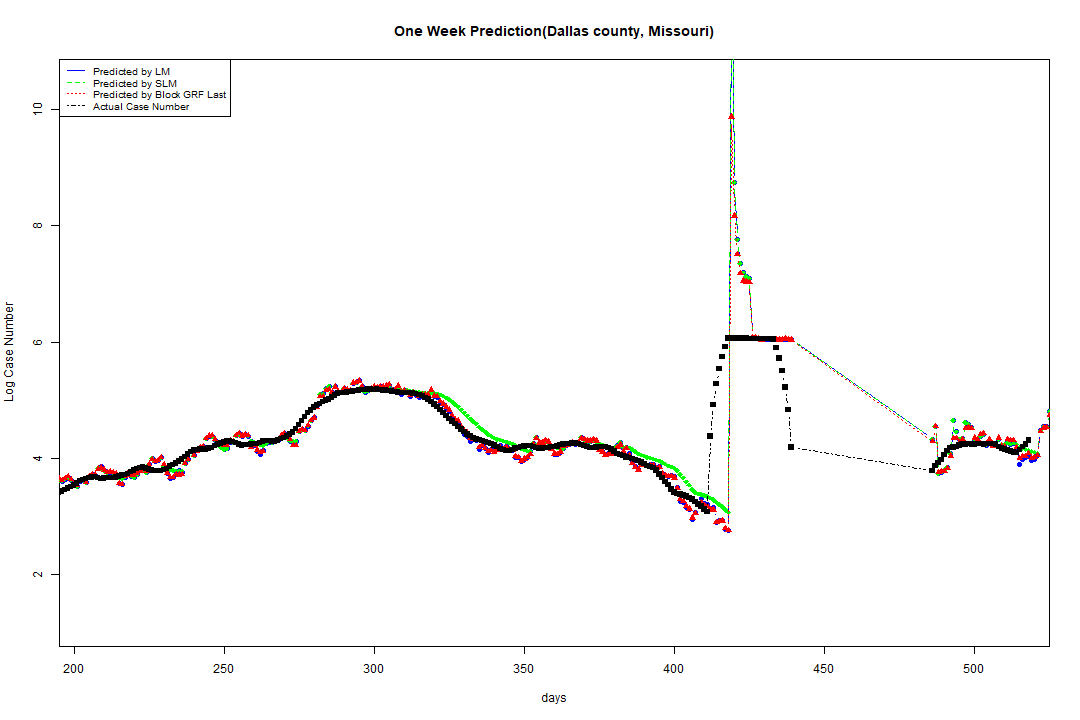 One Week Prediction(Dallas county, Missouri)
Predicted by LM
Predicted by SLM
Predicted by Block GRF Last
Actual Case Number
10
8
6
4
2
Log Case Number
200 250 300 350 400 450 500
days